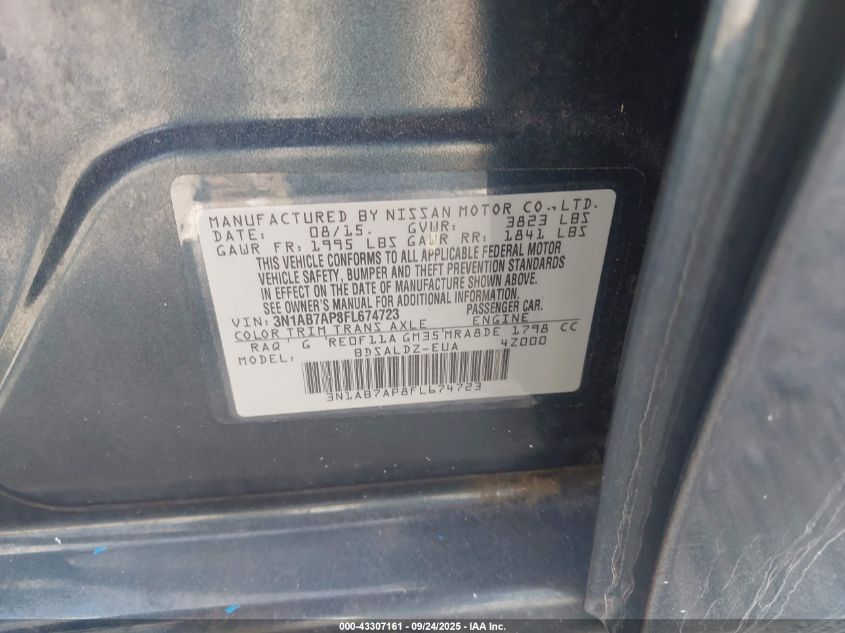 MANUFACTURED BY NISSAN MOTOR CO., LTD.
DATE: 08/15. GVWR: 3823 LBS
GAWR FR: 1995 LBS GAWR RR: 1841 LBS
THIS VEHICLE CONFORMS TO ALL APPLICABLE FEDERAL MOTOR
VEHICLE SAFETY, BUMPER AND THEFT PREVENTION STANDARDS
IN EFFECT ON THE DATE OF MANUFACTURE SHOWN ABOVE.
SEE OWNER'S MANUAL FOR ADDITIONAL INFORMATION
VIN: 3N1AB7AP8FL674723 PASSENGER CAR.
COLOR TRIM TRANS AXLE ENGINE
RAQ G RE0F11A GM35 MRA8DE 1798 CC
MODEL: BDSALDZ-EUA 4Z000
3N1AB7AP8FL674723
000-43307161 - 09/24/2025 - IAA Inc.